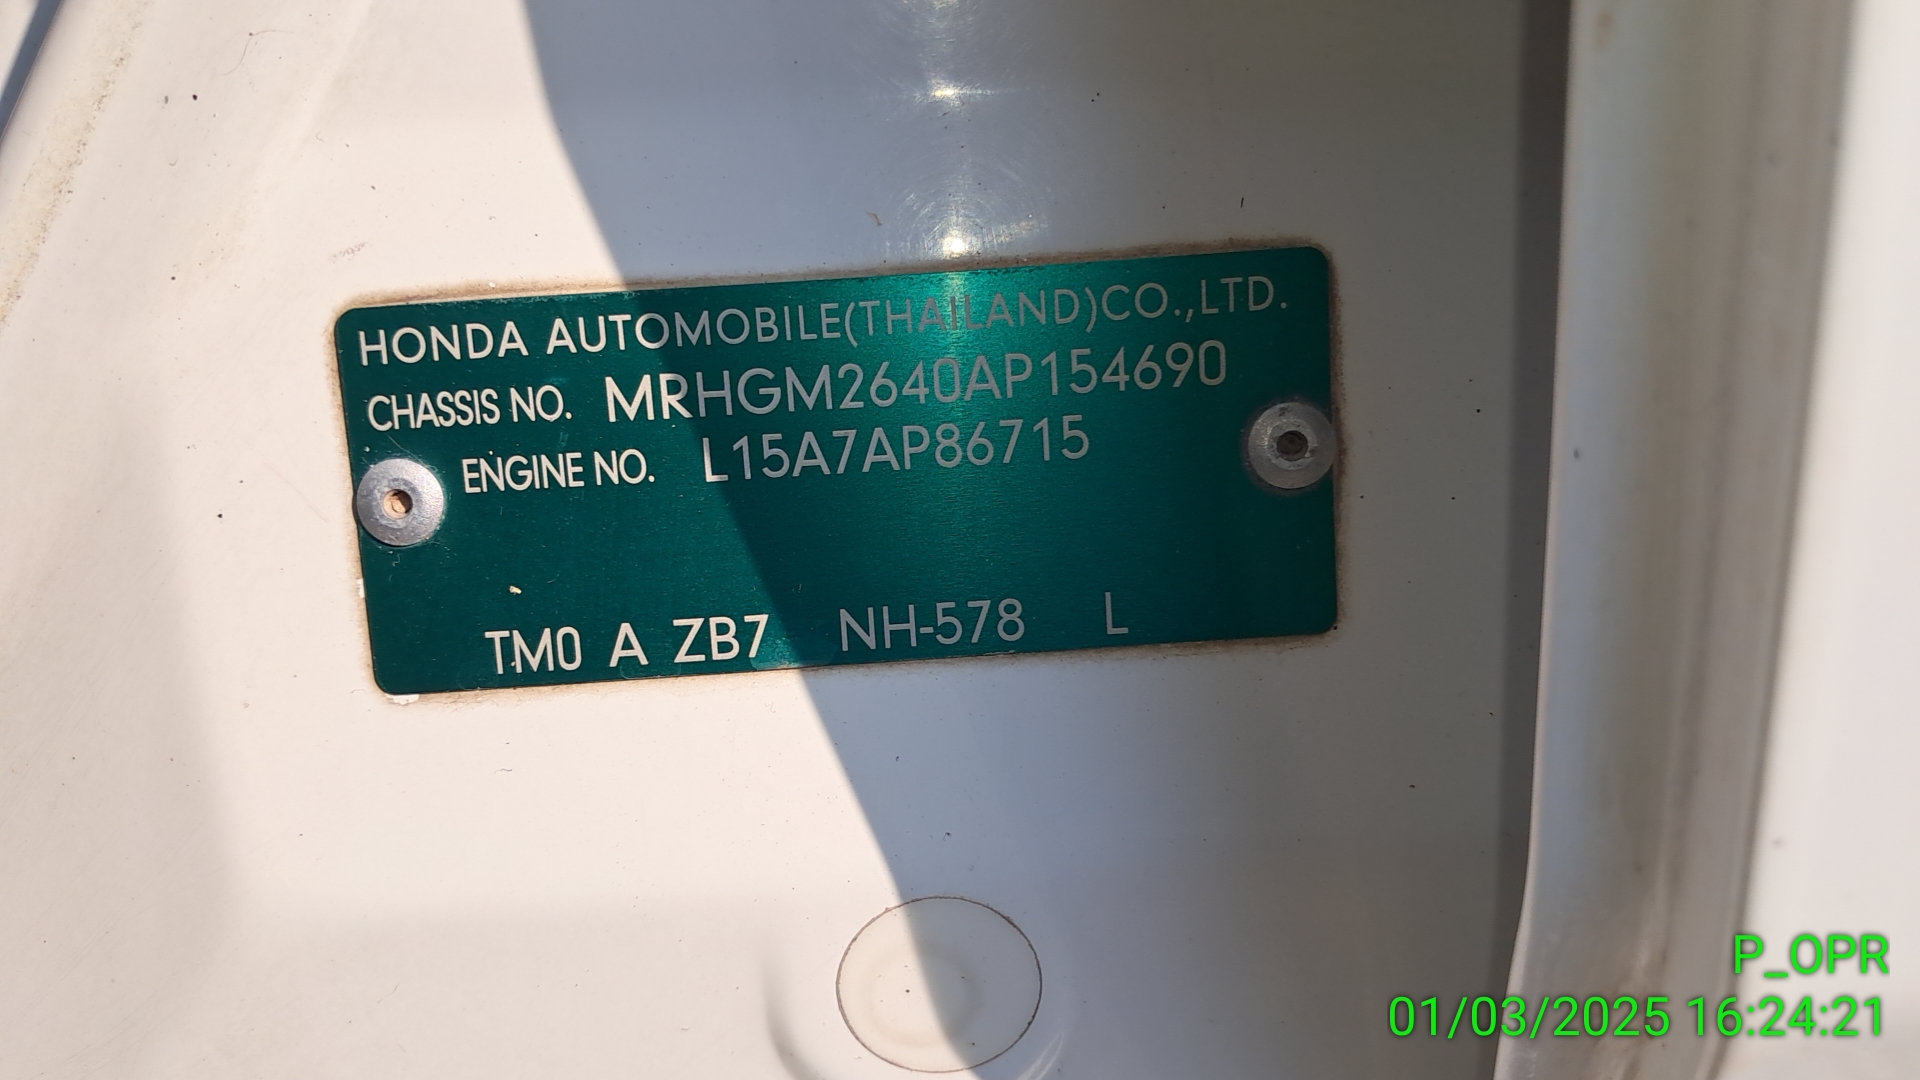 HONDA AUTOMOBILE(THAILAND)CO.,LTD.
CHASSIS NO. MRHGM2640AP154690
ENGINE NO. L15A7AP86715
TM0 A ZB7 NH-578 L
P_OPR
01/03/2025 16:24:21